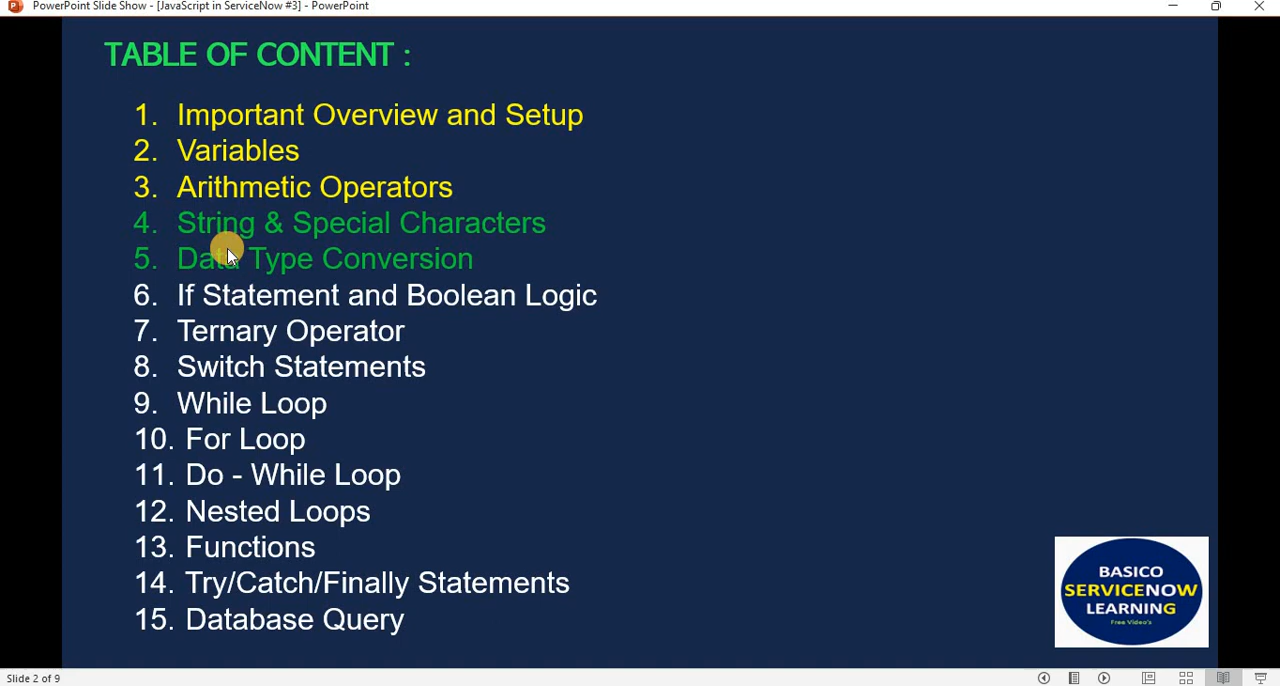 PowerPoint Slide Show - [JavaScript in ServiceNow #3] - PowerPoint
TABLE OF CONTENT :
1. Important Overview and Setup
2. Variables
3. Arithmetic Operators
4. String & Special Characters
5. Data Type Conversion
6. If Statement and Boolean Logic
7. Ternary Operator
8. Switch Statements
9. While Loop
10. For Loop
11. Do - While Loop
12. Nested Loops
13. Functions
14. Try/Catch/Finally Statements
15. Database Query
BASICO
SERVICENOW
LEARNING
Free Video's
Slide 2 of 9